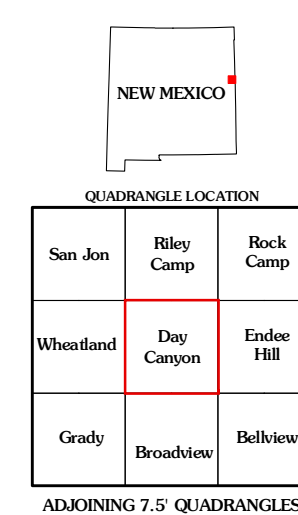 NEW MEXICO
QUADRANGLE LOCATION
San Jon
Riley
Camp
Rock
Camp
Wheatland
Day
Canyon
Endee
Hill
Grady
Broadview
Bellview
ADJOINING 7.5' QUADRANGLES